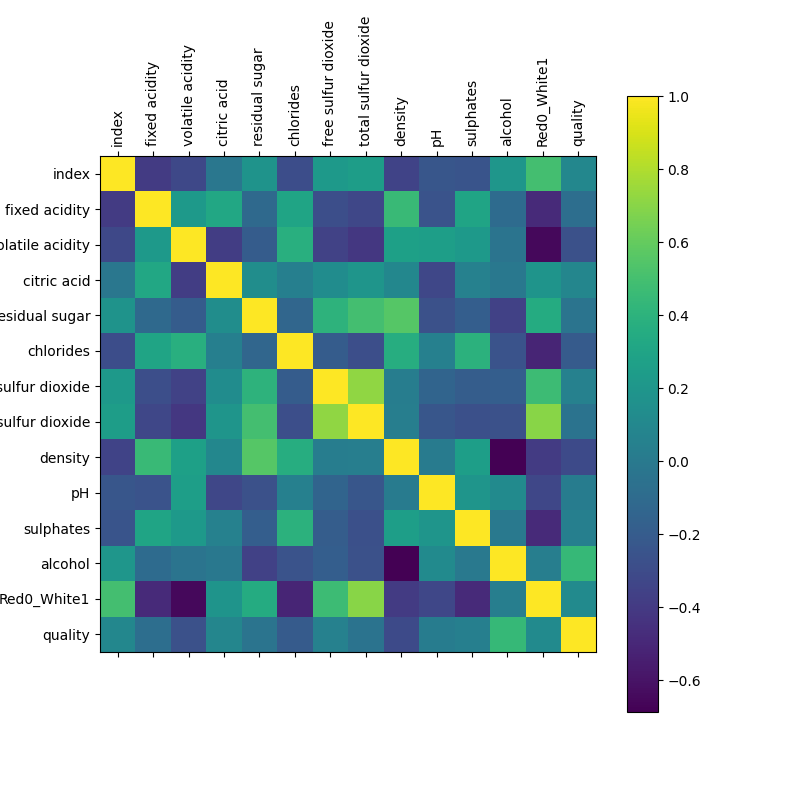 index
fixed acidity
volatile acidity
citric acid
residual sugar
chlorides
free sulfur dioxide
total sulfur dioxide
density
pH
sulphates
alcohol
Red0_White1
quality
index
fixed acidity
olatile acidity
citric acid
esidual sugar
chlorides
sulfur dioxide
sulfur dioxide
density
pH
sulphates
alcohol
Red0_White1
quality
1.0
0.8
0.6
0.4
0.2
0.0
−0.2
−0.4
−0.6